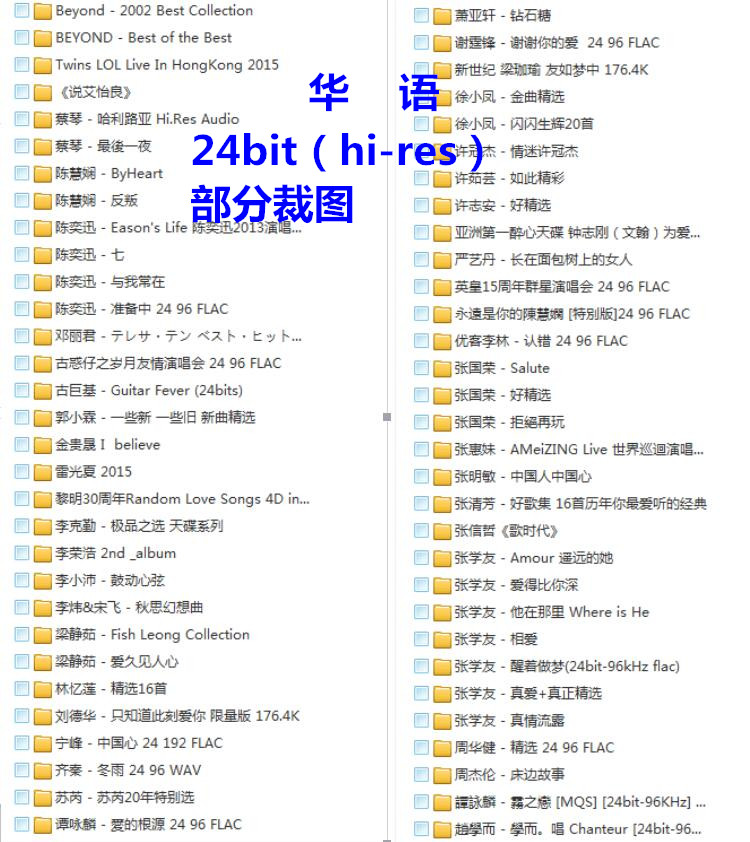 Beyond - 2002 Best Collection
BEYOND - Best of the Best
Twins LOL Live In HongKong 2015
《说艾怡良》
蔡琴 - 哈利路亚 Hi.Res Audio
蔡琴 - 最後一夜
陈慧娴 - ByHeart
陈慧娴 - 反叛
陈奕迅 - Eason's Life 陈奕迅2013演唱...
陈奕迅 - 七
陈奕迅 - 与我常在
陈奕迅 - 准备中 24 96 FLAC
邓丽君 - テレサ・テン ベスト・ヒット...
古惑仔之岁月友情演唱会 24 96 FLAC
古巨基 - Guitar Fever (24bits)
郭小霖 - 一些新 一些旧 新曲精选
金贵晟 I believe
雷光夏 2015
黎明30周年Random Love Songs 4D in...
李克勤 - 极品之选 天碟系列
李荣浩 2nd _album
李小沛 - 鼓动心弦
李炜&宋飞 - 秋思幻想曲
梁静茹 - Fish Leong Collection
梁静茹 - 爱久见人心
林忆莲 - 精选16首
刘德华 - 只知道此刻爱你 限量版 176.4K
宁峰 - 中国心 24 192 FLAC
齐秦 - 冬雨 24 96 WAV
苏芮 - 苏芮20年特别选
谭咏麟 - 愛的根源 24 96 FLAC
华 语
24bit（hi-res）
部分裁图
萧亚轩 - 钻石糖
谢霆锋 - 谢谢你的爱 24 96 FLAC
新世纪 梁珈瑜 友如梦中 176.4K
徐小凤 - 金曲精选
徐小凤 - 闪闪生辉20首
许冠杰 - 情迷许冠杰
许茹芸 - 如此精彩
许志安 - 好精选
亚洲第一醉心天碟 钟志刚（文翰）为爱...
严艺丹 - 长在面包树上的女人
英皇15周年群星演唱会 24 96 FLAC
永遠是你的陳慧嫻 [特别版]24 96 FLAC
优客李林 - 认错 24 96 FLAC
张国荣 - Salute
张国荣 - 好精选
张国荣 - 拒絕再玩
张惠妹 - AMeiZING Live 世界巡迴演唱...
张明敏 - 中国人中国心
张清芳 - 好歌集 16首历年你最爱听的经典
张信哲《歌时代》
张学友 - Amour 遥远的她
张学友 - 爱得比你深
张学友 - 他在那里 Where is He
张学友 - 相爱
张学友 - 醒着做梦(24bit-96kHz flac)
张学友 - 真爱+真正精选
张学友 - 真情流露
周华健 - 精选 24 96 FLAC
周杰伦 - 床边故事
譚詠麟 - 霧之戀 [MQS] [24bit-96KHz] ...
趙學而 - 學而。唱 Chanteur [24bit-96...